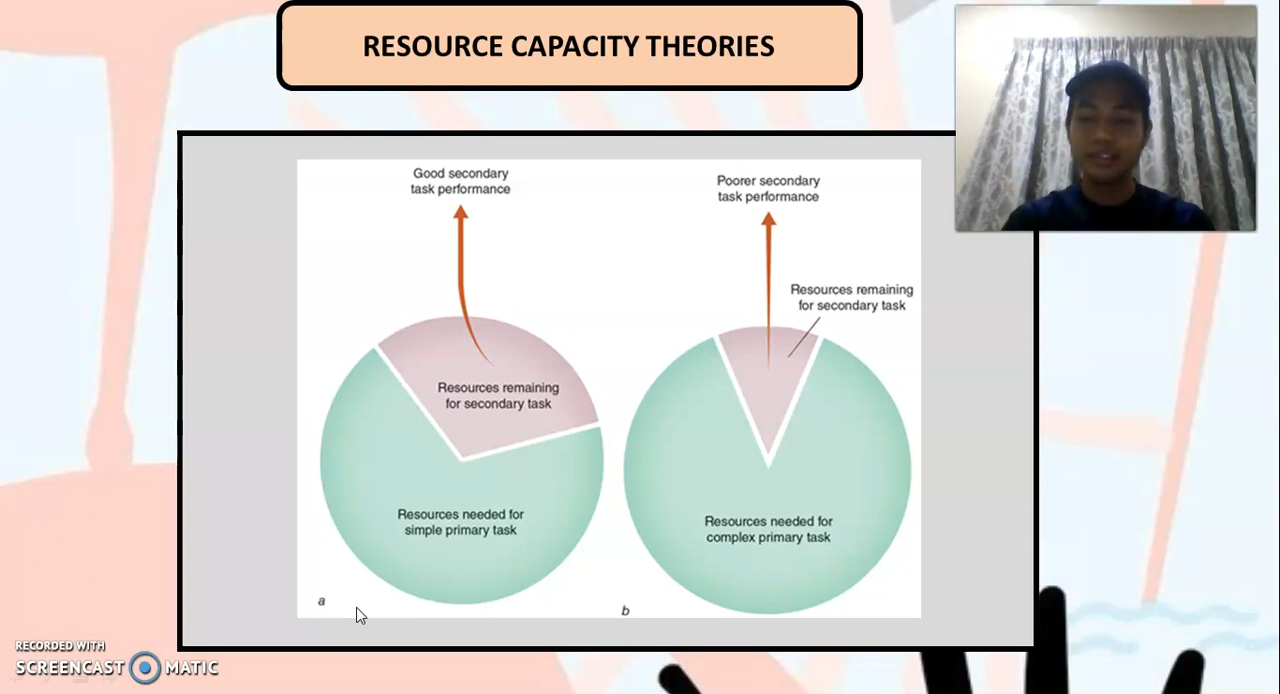 RESOURCE CAPACITY THEORIES
Good secondary
task performance
Poorer secondary
task performance
Resources remaining
for secondary task
Resources remaining
for secondary task
Resources needed for
simple primary task
Resources needed for
complex primary task
a
b
RECORDED WITH
SCREENCAST MATIC